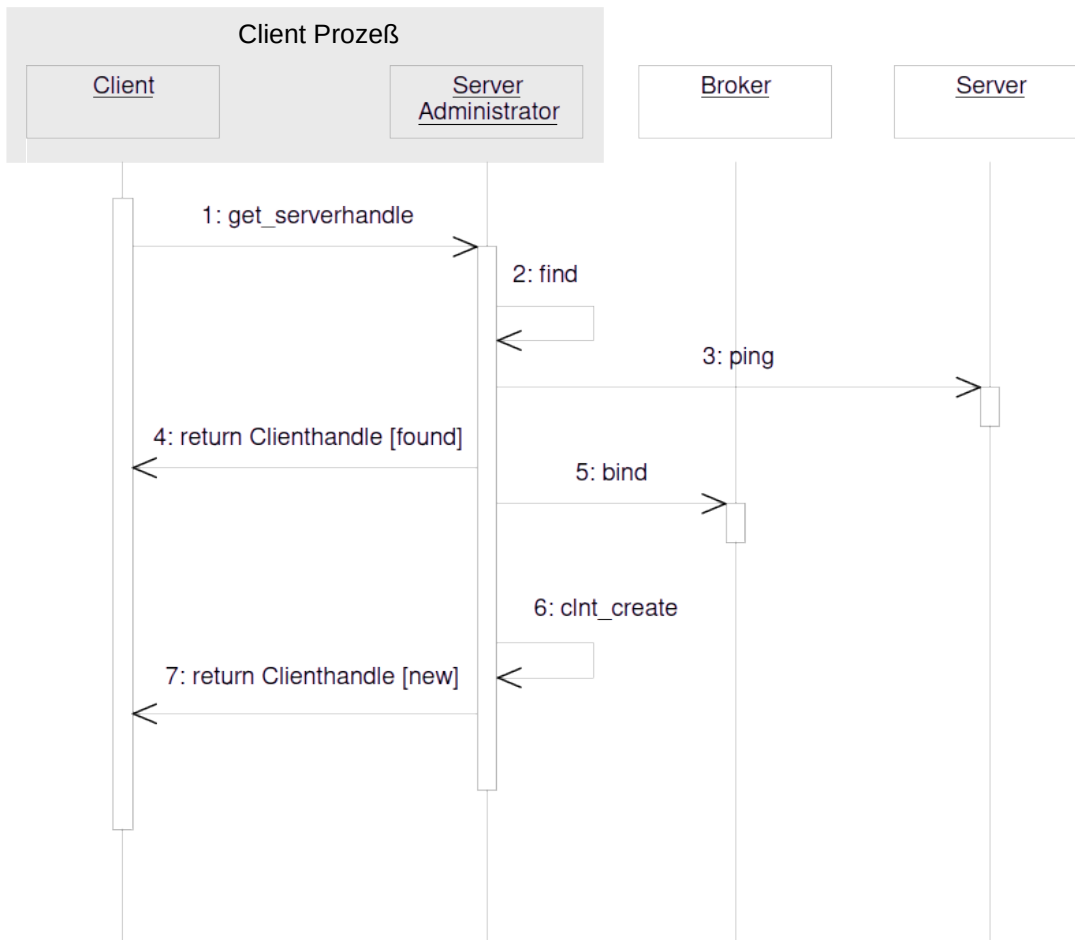 Client Prozeß
Client
Server
Administrator
Broker
Server
1: get_serverhandle
2: find
3: ping
4: return Clienthandle [found]
5: bind
6: clnt_create
7: return Clienthandle [new]